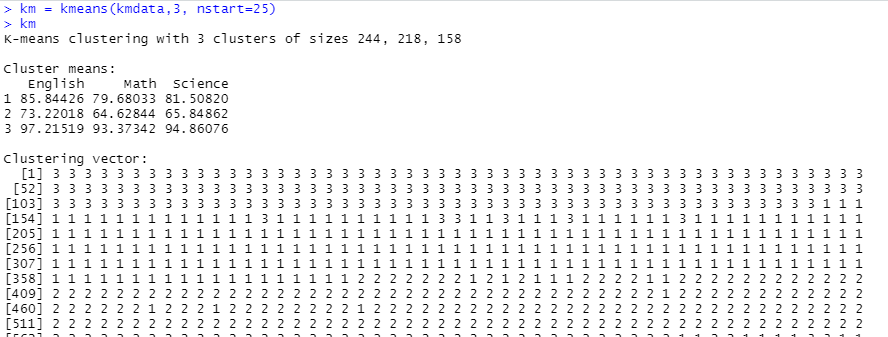 > km = kmeans(kmdata,3, nstart=25)
> km
K-means clustering with 3 clusters of sizes 244, 218, 158
Cluster means:
English Math Science
1 85.84426 79.68033 81.50820
2 73.22018 64.62844 65.84862
3 97.21519 93.37342 94.86076
Clustering vector:
[1] 3 3 3 3 3 3 3 3 3 3 3 3 3 3 3 3 3 3 3 3 3 3 3 3 3 3 3 3 3 3 3 3 3 3 3 3 3 3 3 3 3 3 3 3 3 3 3 3 3 3 3
[52] 3 3 3 3 3 3 3 3 3 3 3 3 3 3 3 3 3 3 3 3 3 3 3 3 3 3 3 3 3 3 3 3 3 3 3 3 3 3 3 3 3 3 3 3 3 3 3 3 3 3 3
[103] 3 3 3 3 3 3 3 3 3 3 3 3 3 3 3 3 3 3 3 3 3 3 3 3 3 3 3 3 3 3 3 3 3 3 3 3 3 3 3 3 3 3 3 3 3 3 3 3 1 1 1
[154] 1 1 1 1 1 1 1 1 1 1 1 1 1 3 1 1 1 1 1 1 1 1 1 1 3 3 1 1 3 1 1 1 3 1 1 1 1 1 1 3 1 1 1 1 1 1 1 1 1 1 1
[205] 1 1 1 1 1 1 1 1 1 1 1 1 1 1 1 1 1 1 1 1 1 1 1 1 1 1 1 1 1 1 1 1 1 1 1 1 1 1 1 1 1 1 1 1 1 1 1 1 1 1 1
[256] 1 1 1 1 1 1 1 1 1 1 1 1 1 1 1 1 1 1 1 1 1 1 1 1 1 1 1 1 1 1 1 1 1 1 1 1 1 1 1 1 1 1 1 1 1 1 1 1 1 1 1
[307] 1 1 1 1 1 1 1 1 1 1 1 1 1 1 1 1 1 1 1 1 1 1 1 1 1 1 1 1 1 1 1 1 1 1 1 1 1 1 1 1 1 1 1 1 1 1 1 1 1 1 1
[358] 1 1 1 1 1 1 1 1 1 1 1 1 1 1 1 1 1 1 1 2 2 2 2 2 2 2 1 2 1 2 1 1 1 2 2 2 2 1 1 2 2 2 2 2 2 2 2 2 2 2 2
[409] 2 2 2 2 2 2 2 2 2 2 2 2 2 2 2 2 2 2 2 2 2 2 2 2 2 2 2 2 2 2 2 2 2 2 2 2 2 2 1 2 2 2 2 2 2 2 2 2 2 2 2
[460] 2 2 2 2 2 2 1 2 2 2 1 2 2 2 2 2 2 2 2 1 2 2 2 2 2 2 2 2 2 2 2 2 2 2 2 2 2 2 2 2 2 2 2 2 2 2 2 2 2 2 2
[511] 2 2 2 2 2 2 2 2 2 2 2 2 2 2 2 2 2 2 2 2 2 2 2 2 2 2 2 2 2 2 2 2 2 2 2 2 2 2 2 2 2 2 2 2 2 2 2 2 2 2 2